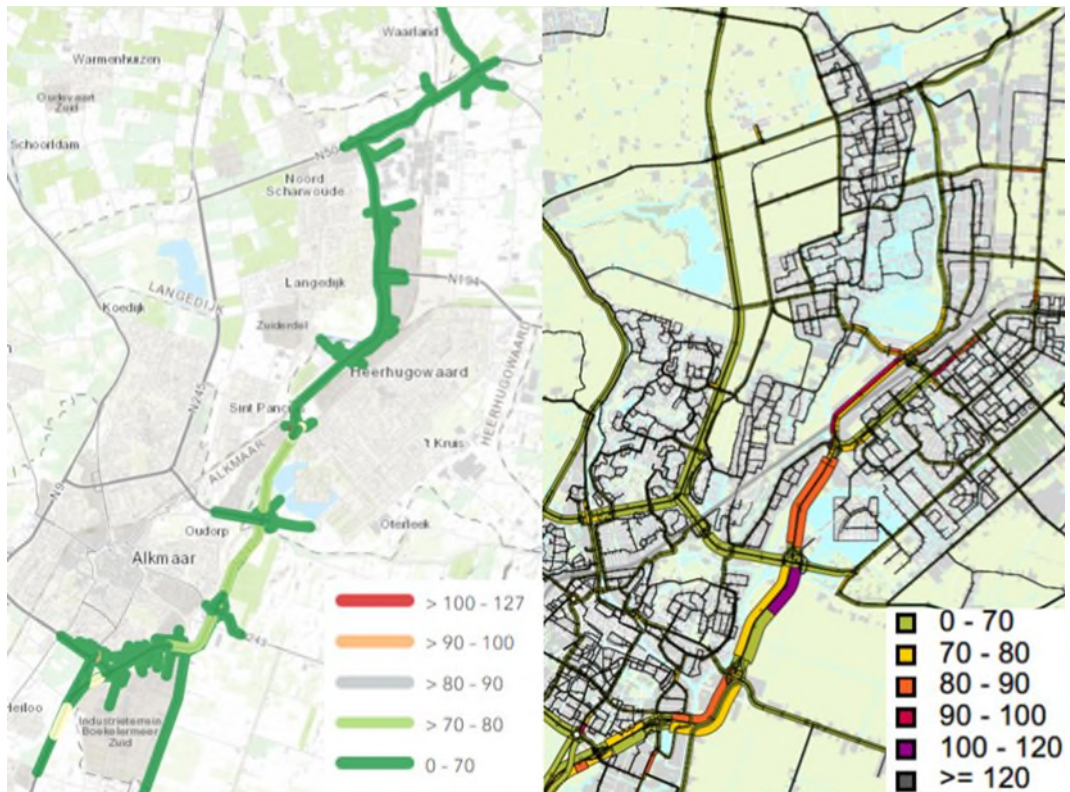 Waarland
Warmenhuizen
Oudevaart
Zuid
Schoorldam
N50
Noord
Scharwoude
N194
Langedijk
LANGEDIJK
Koedijk
Zuiderdel
HEERHUGOWAARD
Heerhugowaard
N245
Sint Pancras
't Kruis
ALKMAAR
N9
Oudorp
Oterleek
Alkmaar
N243
Heiloo
Industrieterrein
Boekelermeer
Zuid
> 100 - 127
> 90 - 100
> 80 - 90
> 70 - 80
0 - 70
0 - 70
70 - 80
80 - 90
90 - 100
100 - 120
>= 120